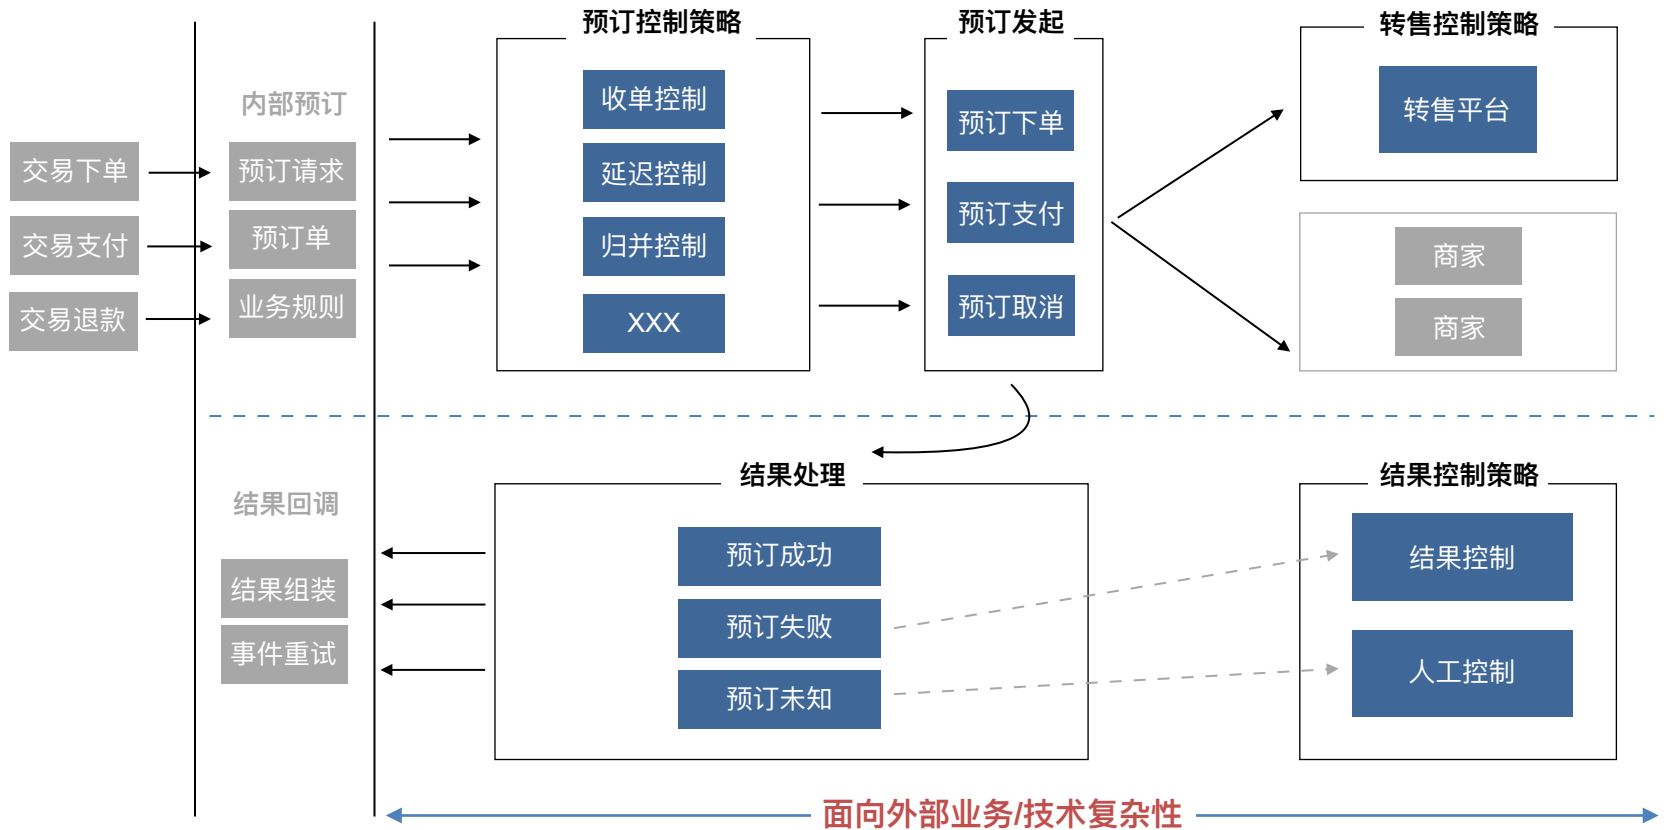 交易下单
交易支付
交易退款
内部预订
预订请求
预订单
业务规则
预订控制策略
收单控制
延迟控制
归并控制
XXX
预订发起
预订下单
预订支付
预订取消
转售控制策略
转售平台
商家
商家
结果回调
结果组装
事件重试
结果处理
预订成功
预订失败
预订未知
结果控制策略
结果控制
人工控制
面向外部业务/技术复杂性